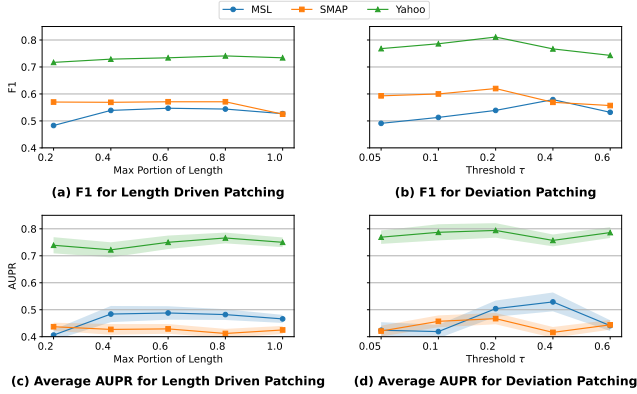 MSL SMAP Yahoo
0.8
0.7
0.6
0.5
0.4
F1
0.2 0.4 0.6 0.8 1.0
Max Portion of Length
(a) F1 for Length Driven Patching
0.05 0.1 0.2 0.4 0.6
Threshold τ
(b) F1 for Deviation Patching
0.8
0.7
0.6
0.5
0.4
AUPR
0.2 0.4 0.6 0.8 1.0
Max Portion of Length
(c) Average AUPR for Length Driven Patching
0.05 0.1 0.2 0.4 0.6
Threshold τ
(d) Average AUPR for Deviation Patching